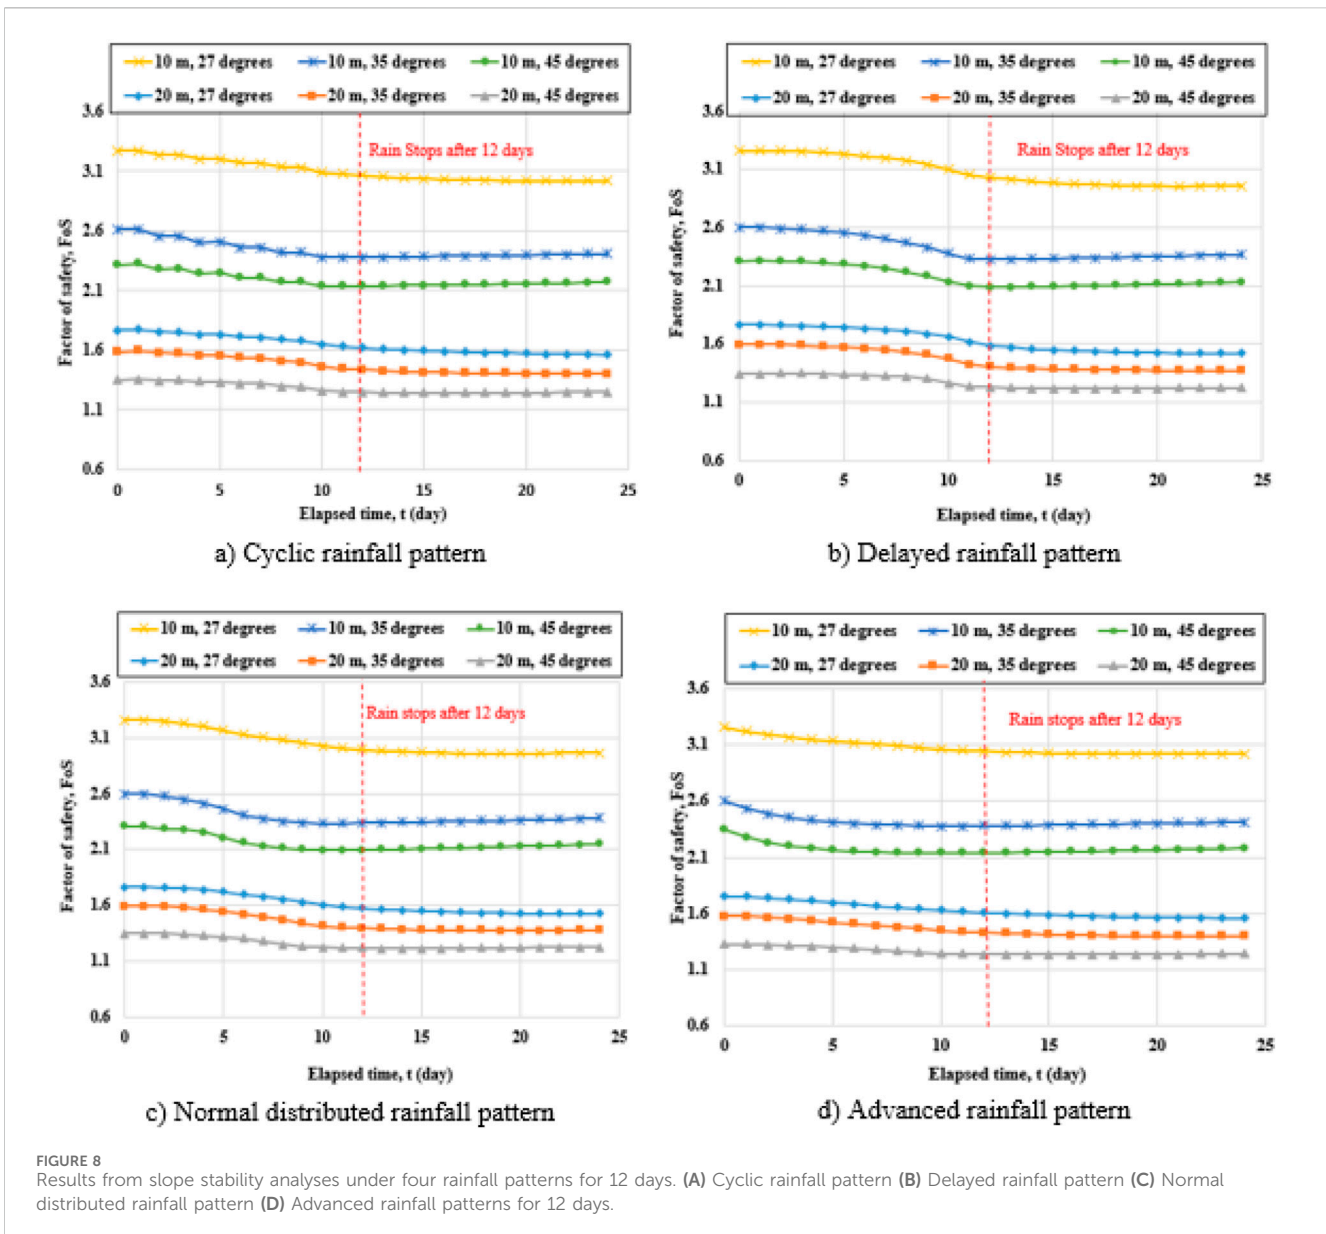 10 m, 27 degrees 10 m, 35 degrees 10 m, 45 degrees
20 m, 27 degrees 20 m, 35 degrees 20 m, 45 degrees
3.6
3.1
2.6
2.1
1.6
1.1
0.6
Factor of safety, FoS
Rain Stops after 12 days
0 5 10 15 20 25
Elapsed time, t (day)
a) Cyclic rainfall pattern
10 m, 27 degrees 10 m, 35 degrees 10 m, 45 degrees
20 m, 27 degrees 20 m, 35 degrees 20 m, 45 degrees
3.6
3.1
2.6
2.1
1.6
1.1
0.6
Factor of safety, FoS
Rain Stops after 12 days
0 5 10 15 20 25
Elapsed time, t (day)
b) Delayed rainfall pattern
10 m, 27 degrees 10 m, 35 degrees 10 m, 45 degrees
20 m, 27 degrees 20 m, 35 degrees 20 m, 45 degrees
3.6
3.1
2.6
2.1
1.6
1.1
0.6
Factor of safety, FoS
Rain stops after 12 days
0 5 10 15 20 25
Elapsed time, t (day)
c) Normal distributed rainfall pattern
10 m, 27 degrees 10 m, 35 degrees 10 m, 45 degrees
20 m, 27 degrees 20 m, 35 degrees 20 m, 45 degrees
3.6
3.1
2.6
2.1
1.6
1.1
0.6
Factor of safety, FoS
Rain stops after 12 days
0 5 10 15 20 25
Elapsed time, t (day)
d) Advanced rainfall pattern
FIGURE 8
Results from slope stability analyses under four rainfall patterns for 12 days. (A) Cyclic rainfall pattern (B) Delayed rainfall pattern (C) Normal
distributed rainfall pattern (D) Advanced rainfall patterns for 12 days.